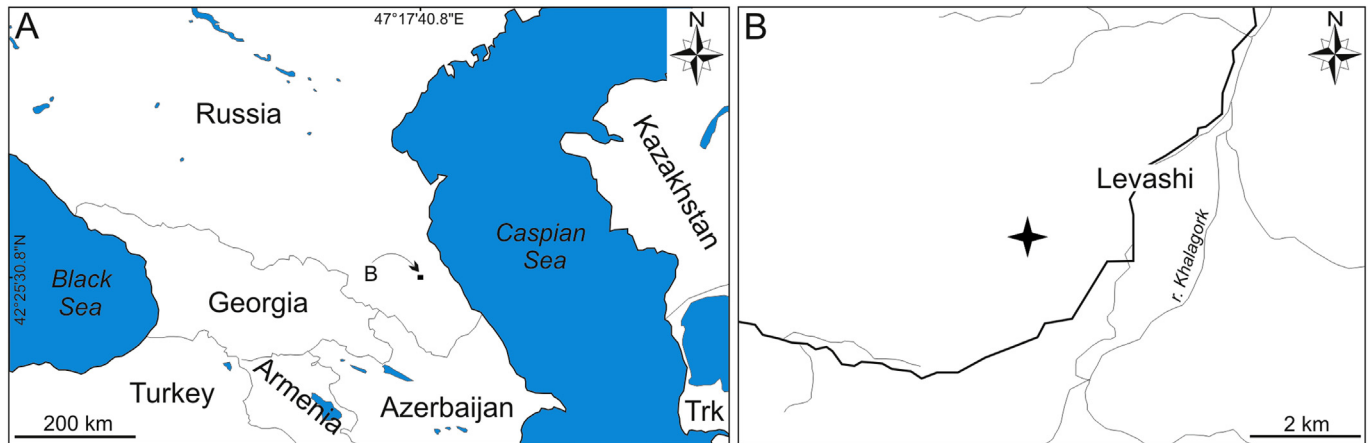 A
47°17'40.8"E
N
Russia
Kazakhstan
Caspian
Sea
42°25'30.8"N
Black
Sea
B
Georgia
Turkey
Armenia
Azerbaijan
Trk
200 km
B
N
Levashi
r. Khalagork
2 km